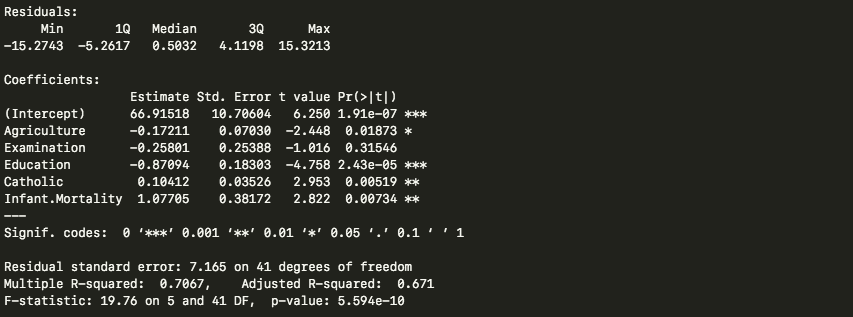 Residuals:
     Min       1Q   Median       3Q      Max
-15.2743  -5.2617   0.5032   4.1198  15.3213
Coefficients:
                 Estimate Std. Error t value Pr(>|t|)
(Intercept)      66.91518   10.70604   6.250 1.91e-07 ***
Agriculture      -0.17211    0.07030  -2.448  0.01873 *
Examination      -0.25801    0.25388  -1.016  0.31546
Education        -0.87094    0.18303  -4.758 2.43e-05 ***
Catholic          0.10412    0.03526   2.953  0.00519 **
Infant.Mortality  1.07705    0.38172   2.822  0.00734 **
---
Signif. codes:  0 ‘***’ 0.001 ‘**’ 0.01 ‘*’ 0.05 ‘.’ 0.1 ‘ ’ 1
Residual standard error: 7.165 on 41 degrees of freedom
Multiple R-squared:  0.7067,    Adjusted R-squared:  0.671
F-statistic: 19.76 on 5 and 41 DF,  p-value: 5.594e-10